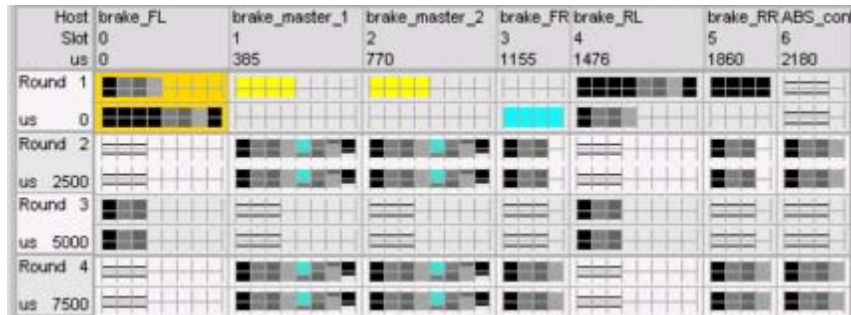 Host brake_FL brake_master_1 brake_master_2 brake_FR brake_RL brake_RR ABS_con
Slot 0 1 2 3 4 5 6
us 0 385 770 1155 1476 1860 2180
Round 1
us 0
Round 2
us 2500
Round 3
us 5000
Round 4
us 7500